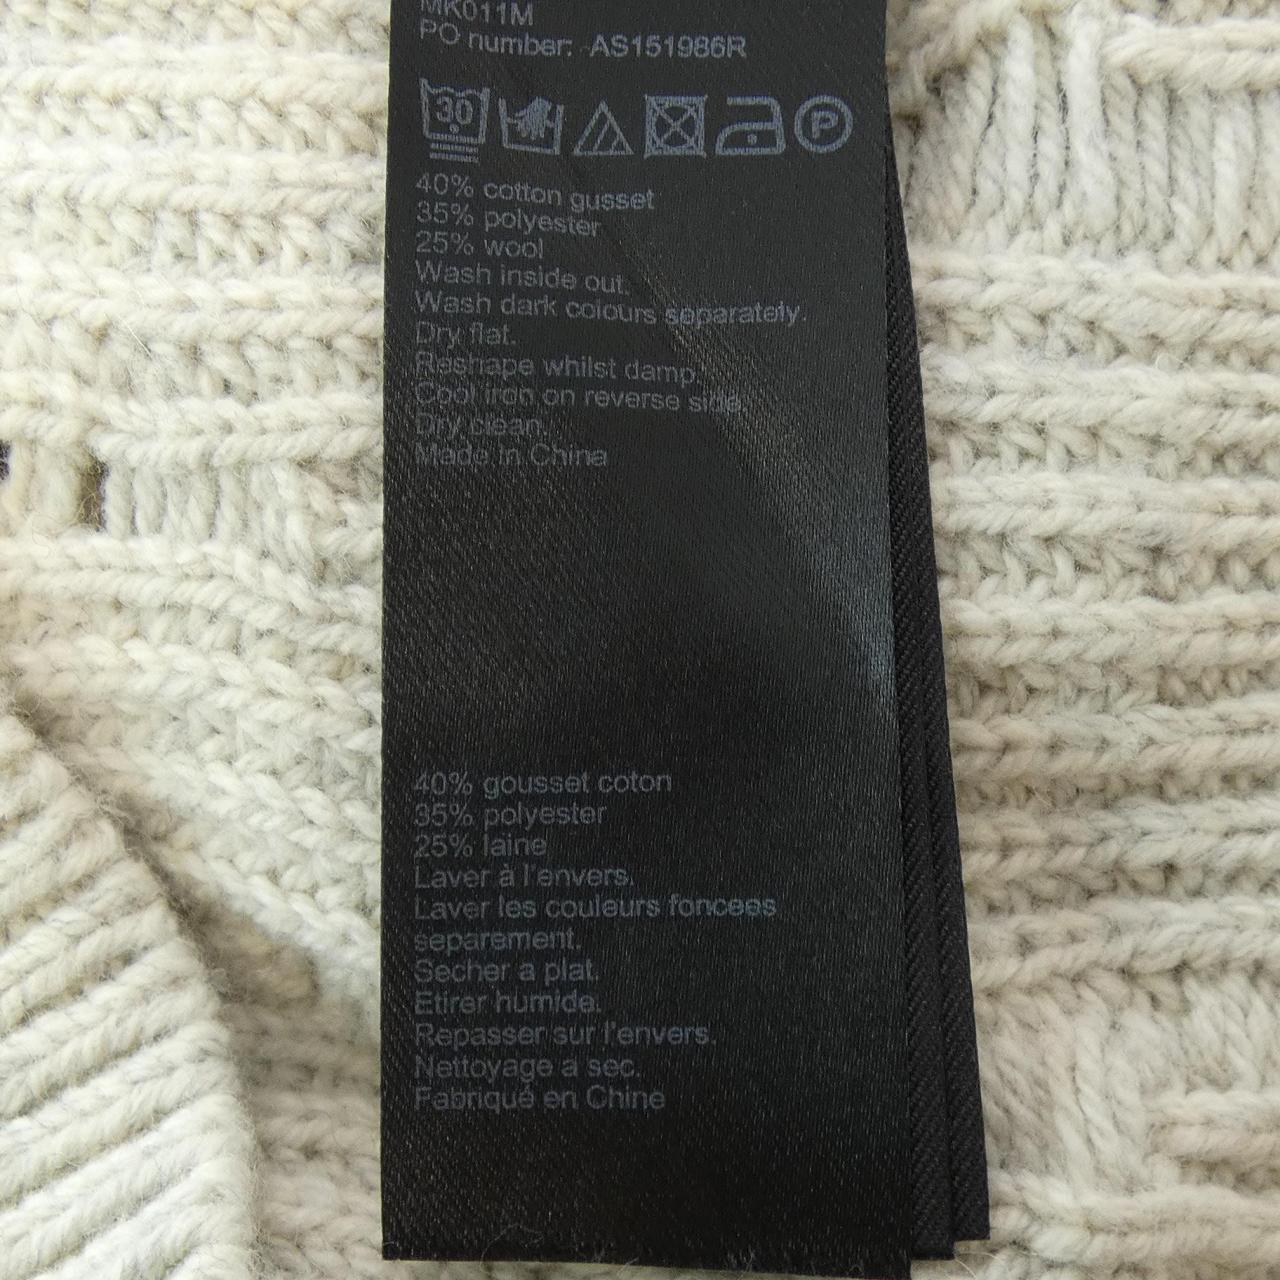 MK011M
PO number: AS151986R
30 P
40% cotton gusset
35% polyester
25% wool
Wash inside out.
Wash dark colours separately.
Dry flat.
Reshape whilst damp.
Cool iron on reverse side.
Dry clean.
Made in China
40% gousset coton
35% polyester
25% laine
Laver à l'envers.
Laver les couleurs foncees
separement.
Secher a plat.
Etirer humide.
Repasser sur l'envers.
Nettoyage a sec.
Fabriqué en Chine